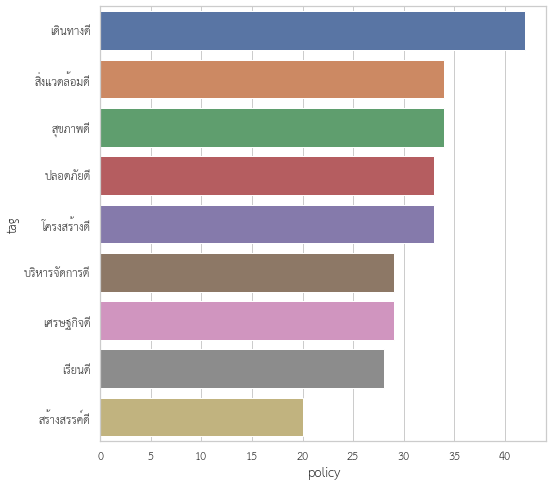 เดินทางดี
สิ่งแวดล้อมดี
สุขภาพดี
ปลอดภัยดี
โครงสร้างดี
บริหารจัดการดี
เศรษฐกิจดี
เรียนดี
สร้างสรรค์ดี
tag
0 5 10 15 20 25 30 35 40
policy